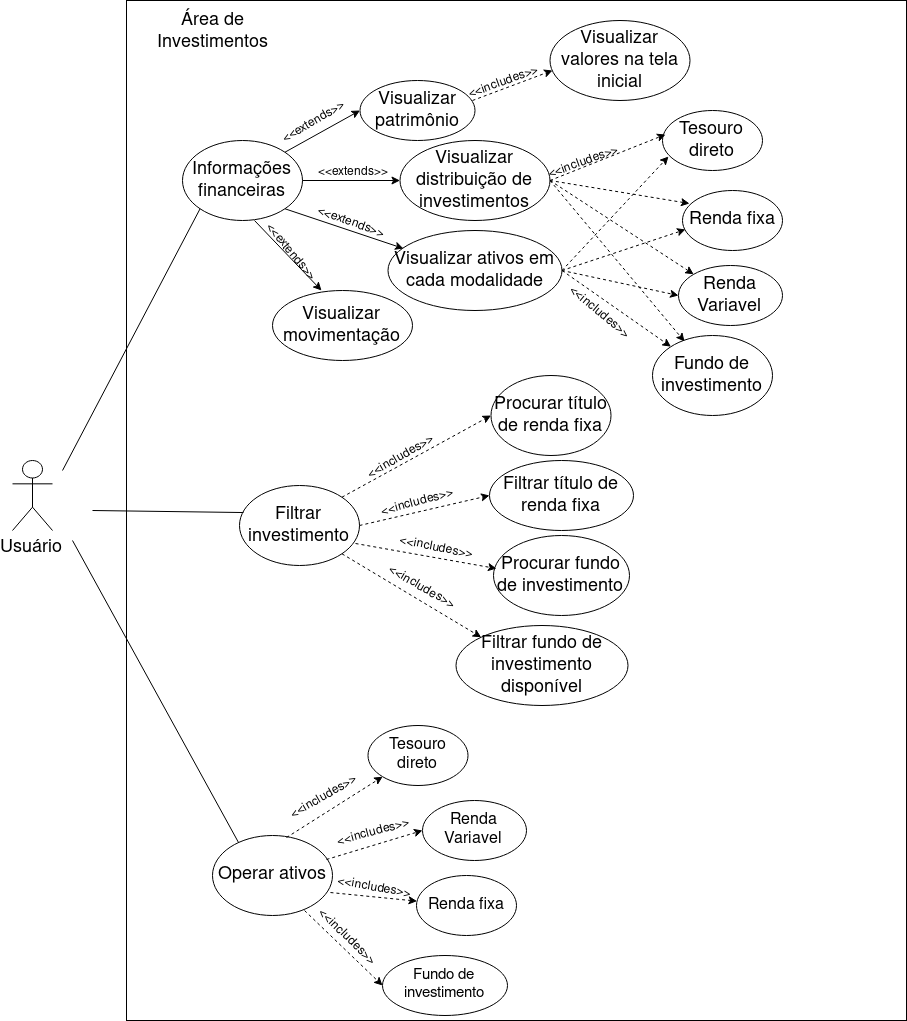 Área de
Investimentos
Visualizar
valores na tela
inicial
<<includes>>
Visualizar
patrimônio
<<extends>>
Informações
financeiras
<<extends>>
Visualizar
distribuição de
investimentos
<<includes>>
Tesouro
direto
<<extends>>
Renda fixa
<<extends>>
Visualizar ativos em
cada modalidade
Renda
Variavel
<<includes>>
Visualizar
movimentação
Fundo de
investimento
Procurar título
de renda fixa
<<includes>>
Usuário
Filtrar
investimento
<<includes>>
Filtrar título de
renda fixa
<<includes>>
Procurar fundo
de investimento
<<includes>>
Filtrar fundo de
investimento
disponível
Tesouro
direto
<<includes>>
Renda
Variavel
<<includes>>
Operar ativos
<<includes>>
Renda fixa
<<includes>>
Fundo de
investimento